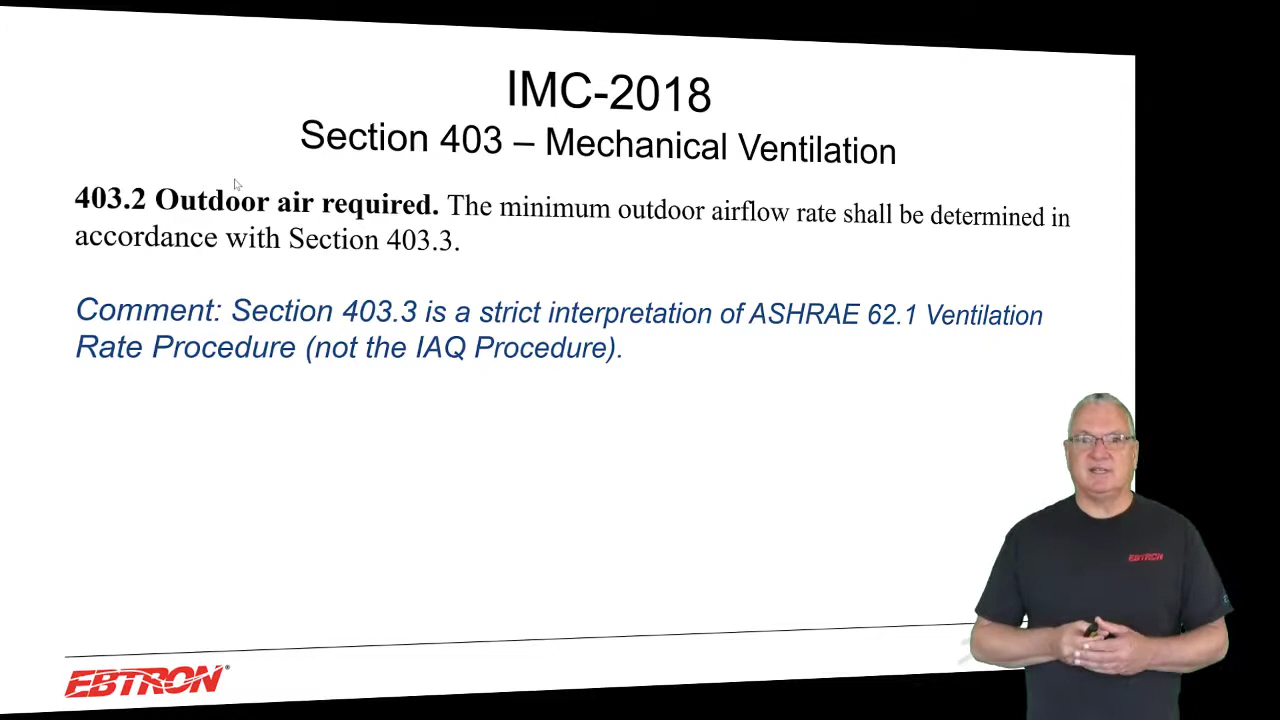 IMC-2018
Section 403 – Mechanical Ventilation
403.2 Outdoor air required. The minimum outdoor airflow rate shall be determined in
accordance with Section 403.3.
Comment: Section 403.3 is a strict interpretation of ASHRAE 62.1 Ventilation
Rate Procedure (not the IAQ Procedure).
EBTRON
EBTRON®